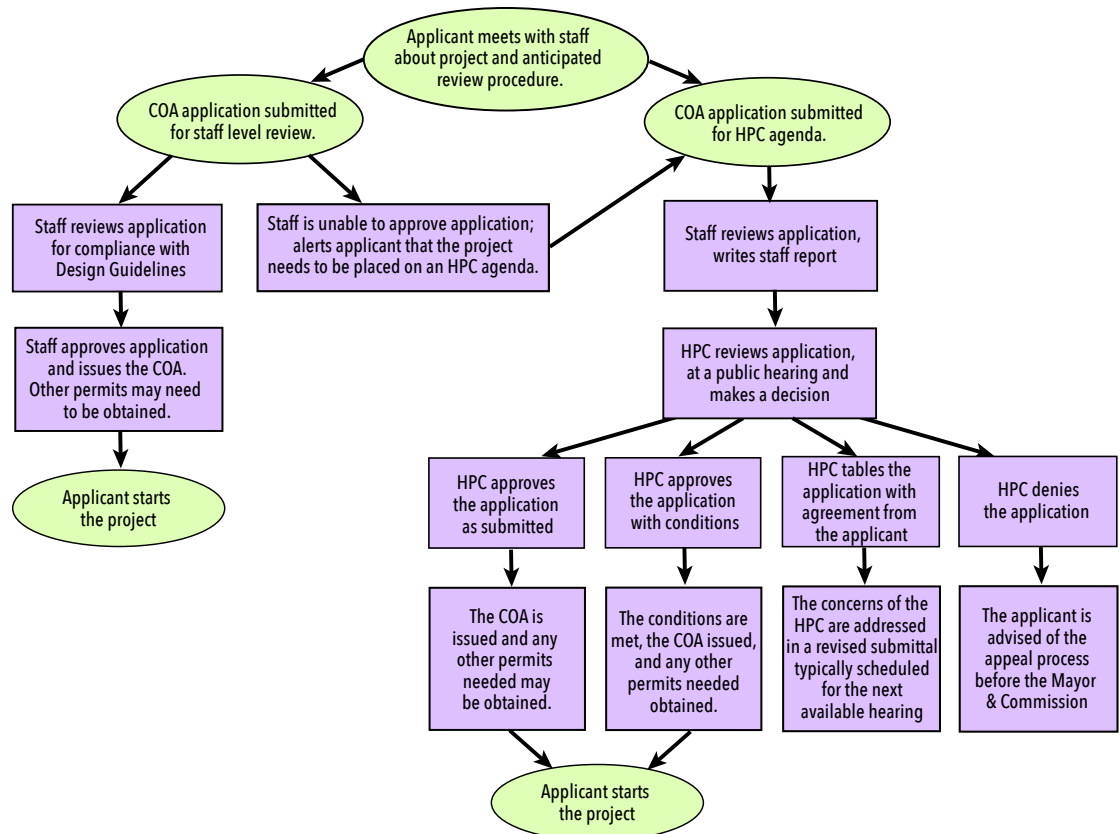 Applicant meets with staff
about project and anticipated
review procedure.
COA application submitted
for staff level review.
COA application submitted
for HPC agenda.
Staff reviews application
for compliance with
Design Guidelines
Staff is unable to approve application;
alerts applicant that the project
needs to be placed on an HPC agenda.
Staff reviews application,
writes staff report
Staff approves application
and issues the COA.
Other permits may need
to be obtained.
HPC reviews application,
at a public hearing and
makes a decision
Applicant starts
the project
HPC approves
the application
as submitted
HPC approves
the application
with conditions
HPC tables the
application with
agreement from
the applicant
HPC denies
the application
The COA is
issued and any
other permits
needed may
be obtained.
The conditions are
met, the COA issued,
and any other
permits needed
obtained.
The concerns of the
HPC are addressed
in a revised submittal
typically scheduled
for the next
available hearing
The applicant is
advised of the
appeal process
before the Mayor
& Commission
Applicant starts
the project